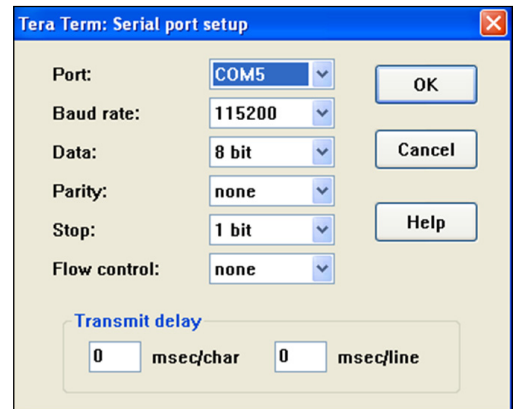 Tera Term: Serial port setup
Port: COM5 OK
Baud rate: 115200
Data: 8 bit Cancel
Parity: none
Stop: 1 bit Help
Flow control: none
Transmit delay
0 msec/char 0 msec/line